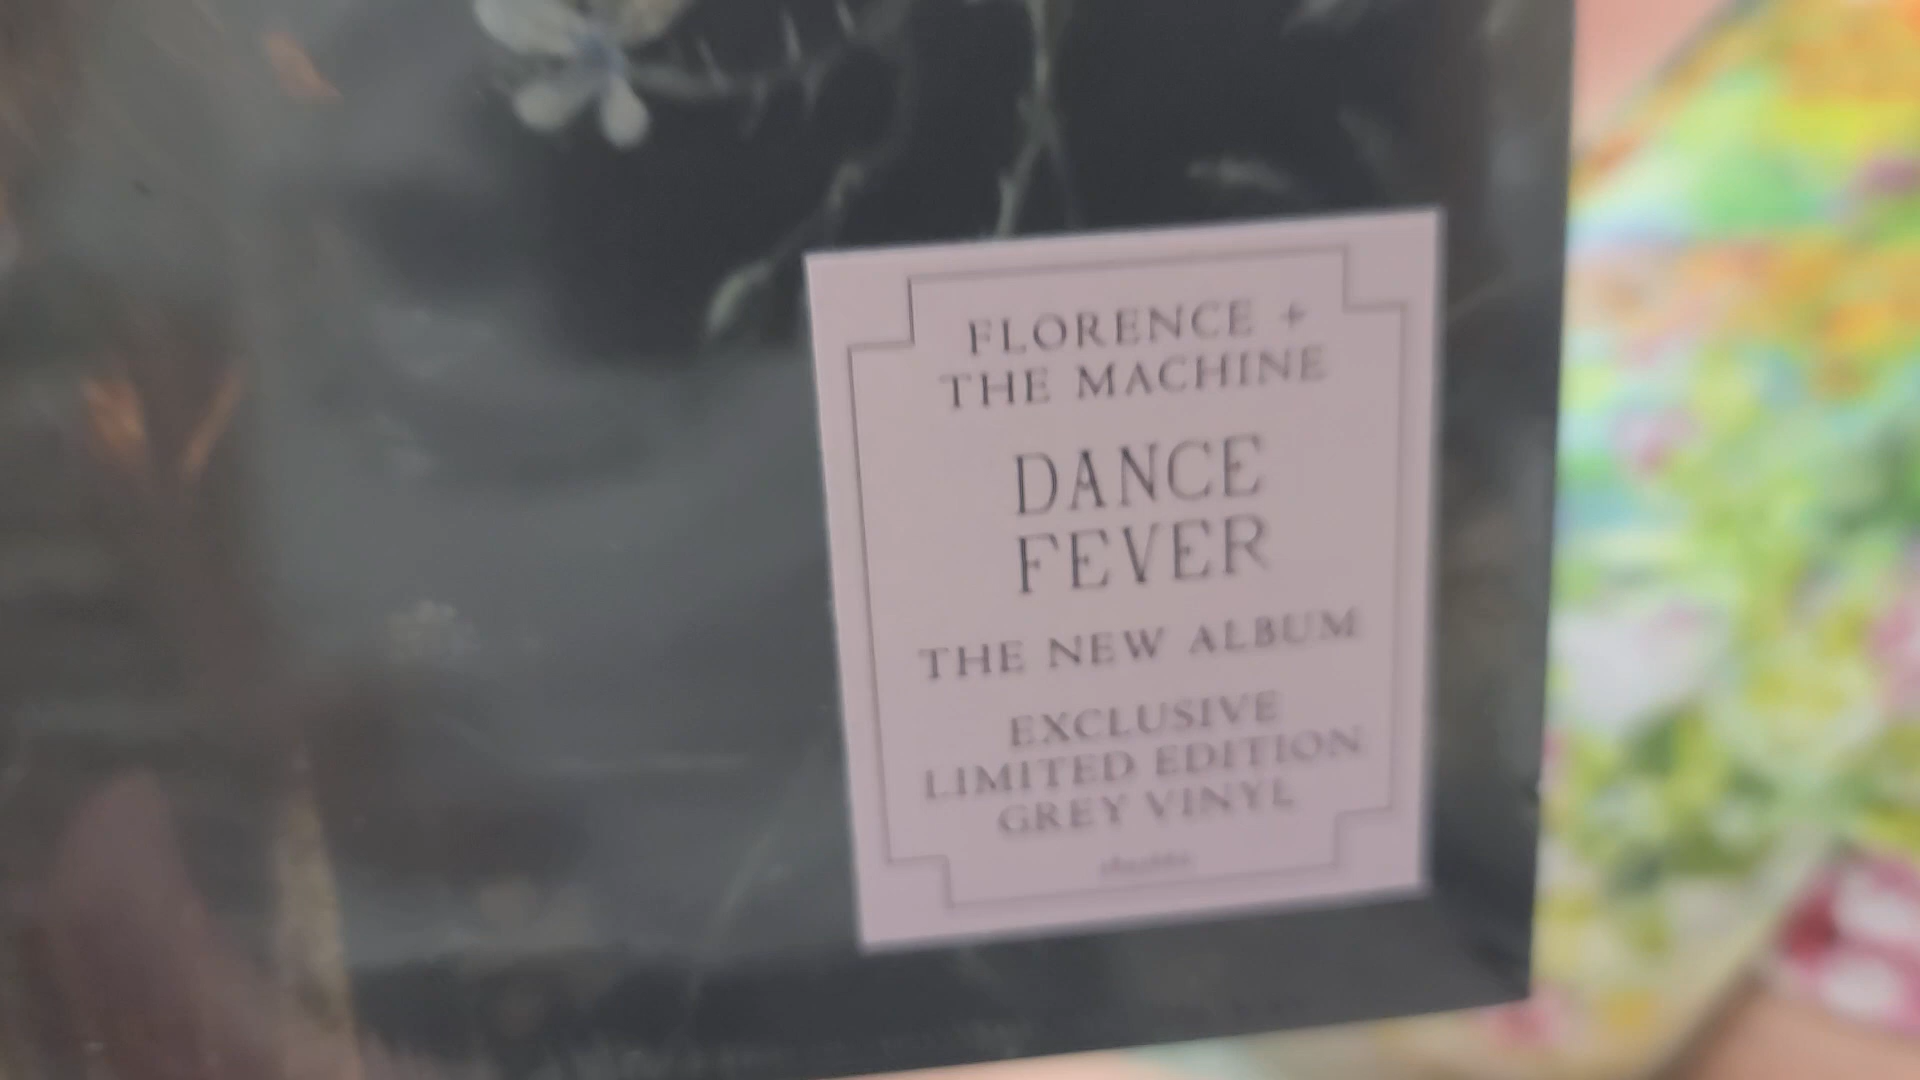 FLORENCE +
THE MACHINE
DANCE
FEVER
THE NEW ALBUM
EXCLUSIVE
LIMITED EDITION
GREY VINYL